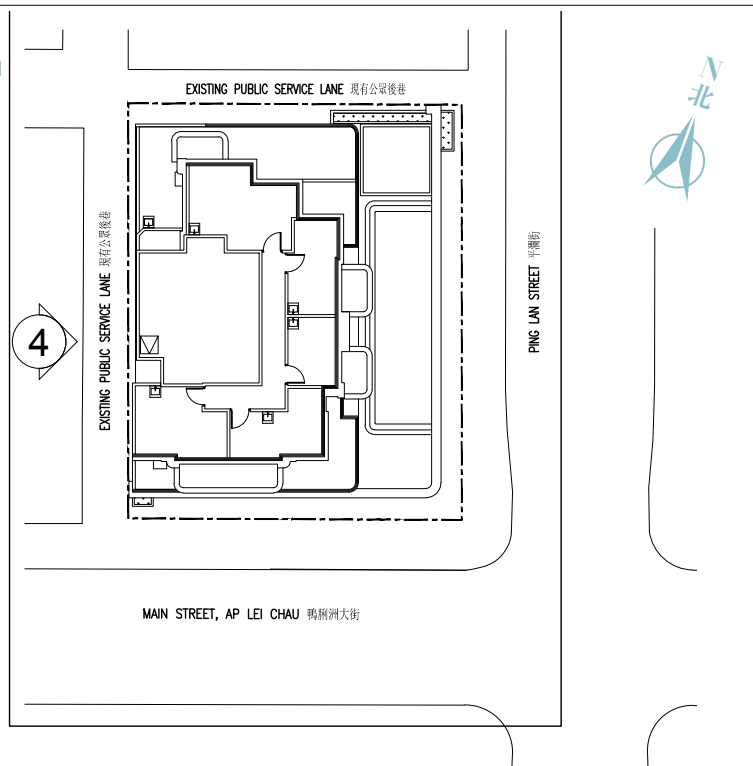 N
北
EXISTING PUBLIC SERVICE LANE 現有公眾後巷
EXISTING PUBLIC SERVICE LANE 現有公眾後巷
4
PING LAN STREET 平瀾街
MAIN STREET, AP LEI CHAU 鴨脷洲大街